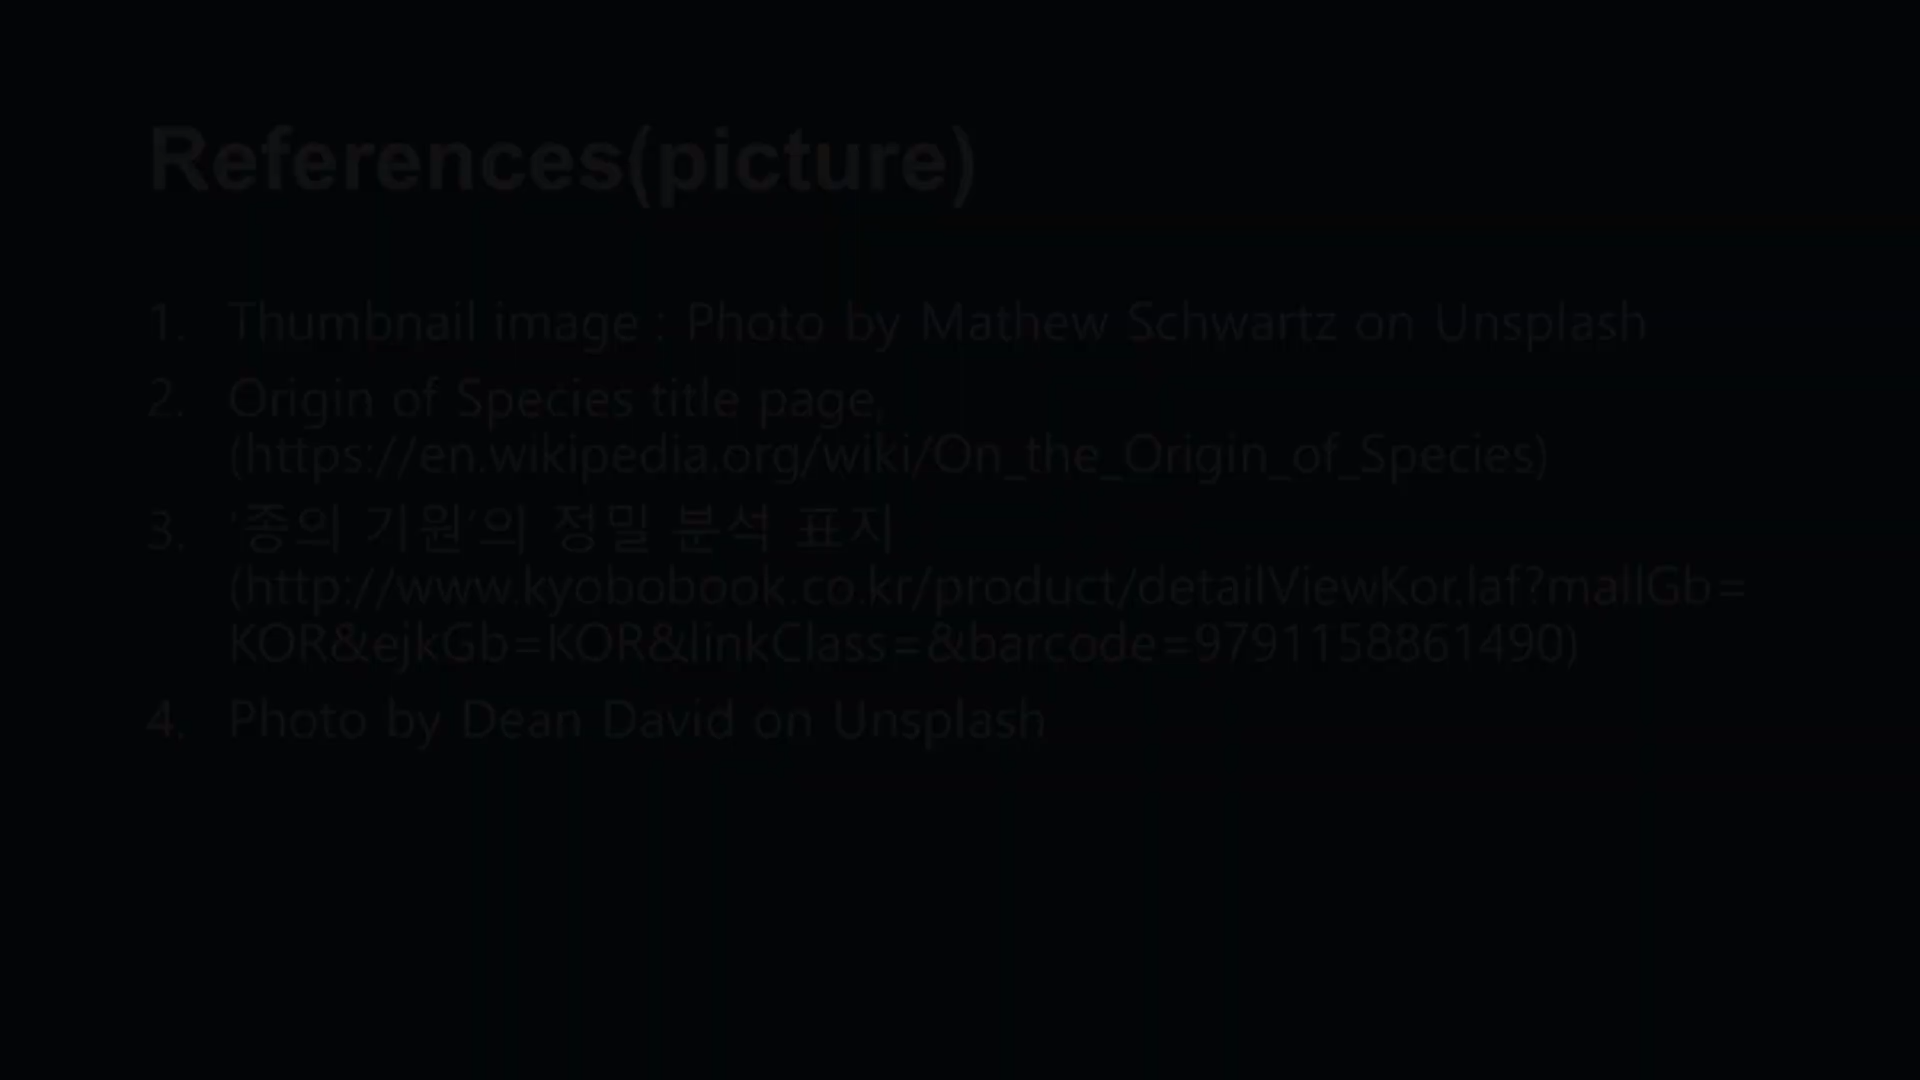 References(picture)
1. Thumbnail image : Photo by Mathew Schwartz on Unsplash
2. Origin of Species title page,
(https://en.wikipedia.org/wiki/On_the_Origin_of_Species)
3. '종의 기원'의 정밀 분석 표지
(http://www.kyobobook.co.kr/product/detailViewKor.laf?mallGb=
KOR&ejkGb=KOR&linkClass=&barcode=9791158861490)
4. Photo by Dean David on Unsplash